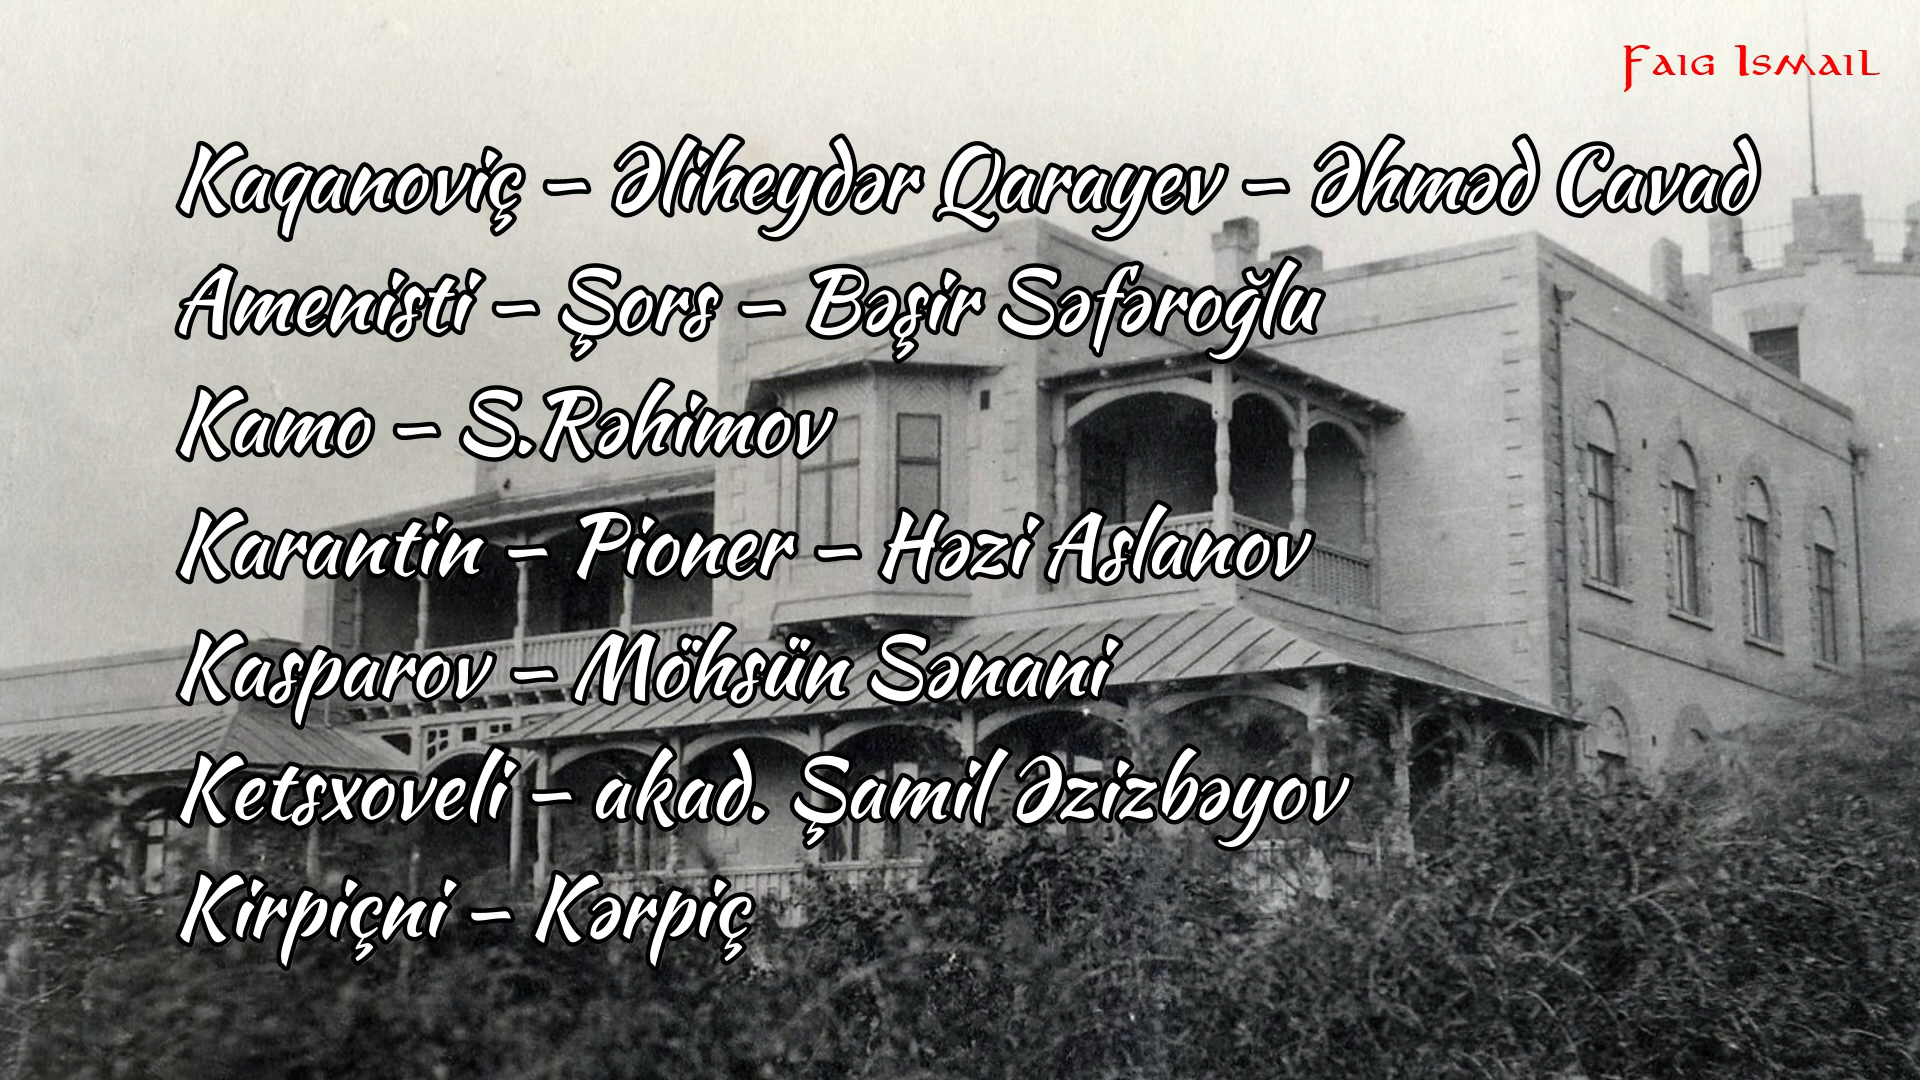 Faig Ismail
Kaqanoviç – Əliheydər Qarayev – Əhməd Cavad
Amenisti – Şors – Bəşir Səfəroğlu
Kamo – S.Rəhimov
Karantin – Pioner – Həzi Aslanov
Kasparov – Möhsün Sənani
Ketsxoveli – akad. Şamil Əzizbəyov
Kirpiçni – Kərpiç